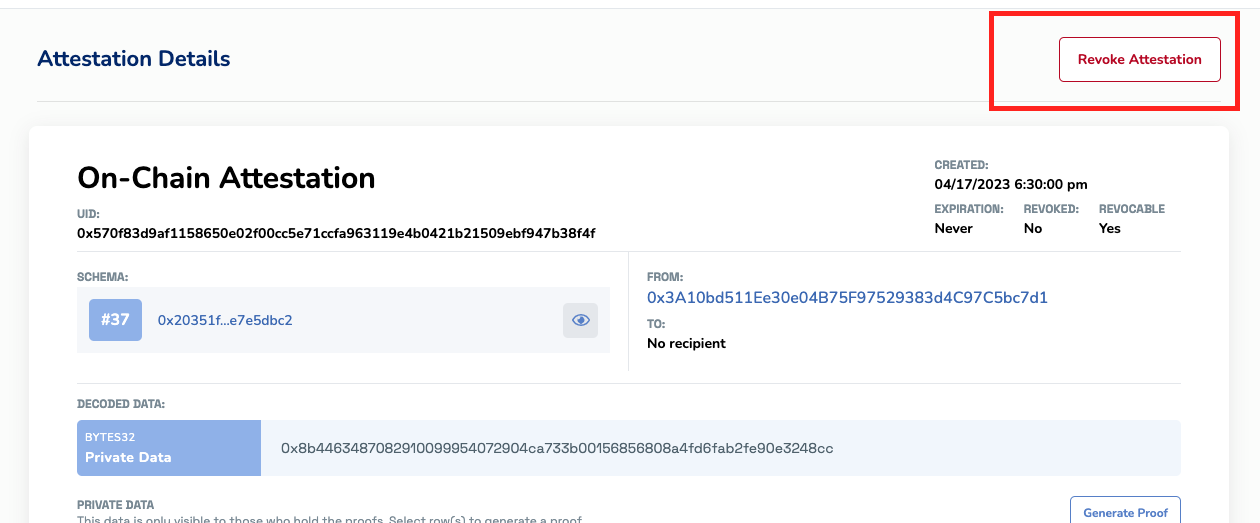 Attestation Details
Revoke Attestation
On-Chain Attestation
UID:
0x570f83d9af1158650e02f00cc5e71ccfa963119e4b0421b21509ebf947b38f4f
CREATED:
04/17/2023 6:30:00 pm
EXPIRATION: REVOKED: REVOCABLE
Never No Yes
SCHEMA:
#37 0x20351f...e7e5dbc2
FROM:
0x3A10bd511Ee30e04B75F97529383d4C97C5bc7d1
TO:
No recipient
DECODED DATA:
BYTES32
Private Data
0x8b4463487082910099954072904ca733b00156856808a4fd6fab2fe90e3248cc
PRIVATE DATA
This data is only visible to those who hold the proofs. Select row(s) to generate a proof
Generate Proof